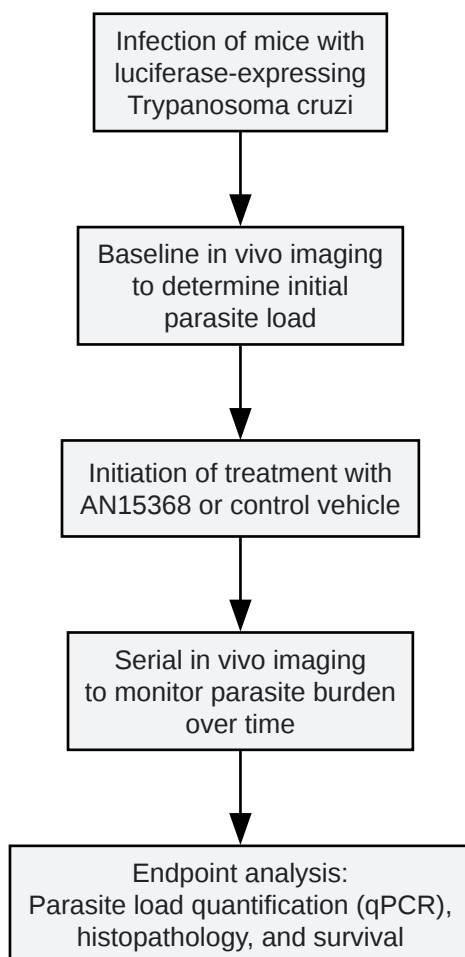 Infection of mice with
luciferase-expressing
Trypanosoma cruzi
Baseline in vivo imaging
to determine initial
parasite load
Initiation of treatment with
AN15368 or control vehicle
Serial in vivo imaging
to monitor parasite burden
over time
Endpoint analysis:
Parasite load quantification (qPCR),
histopathology, and survival